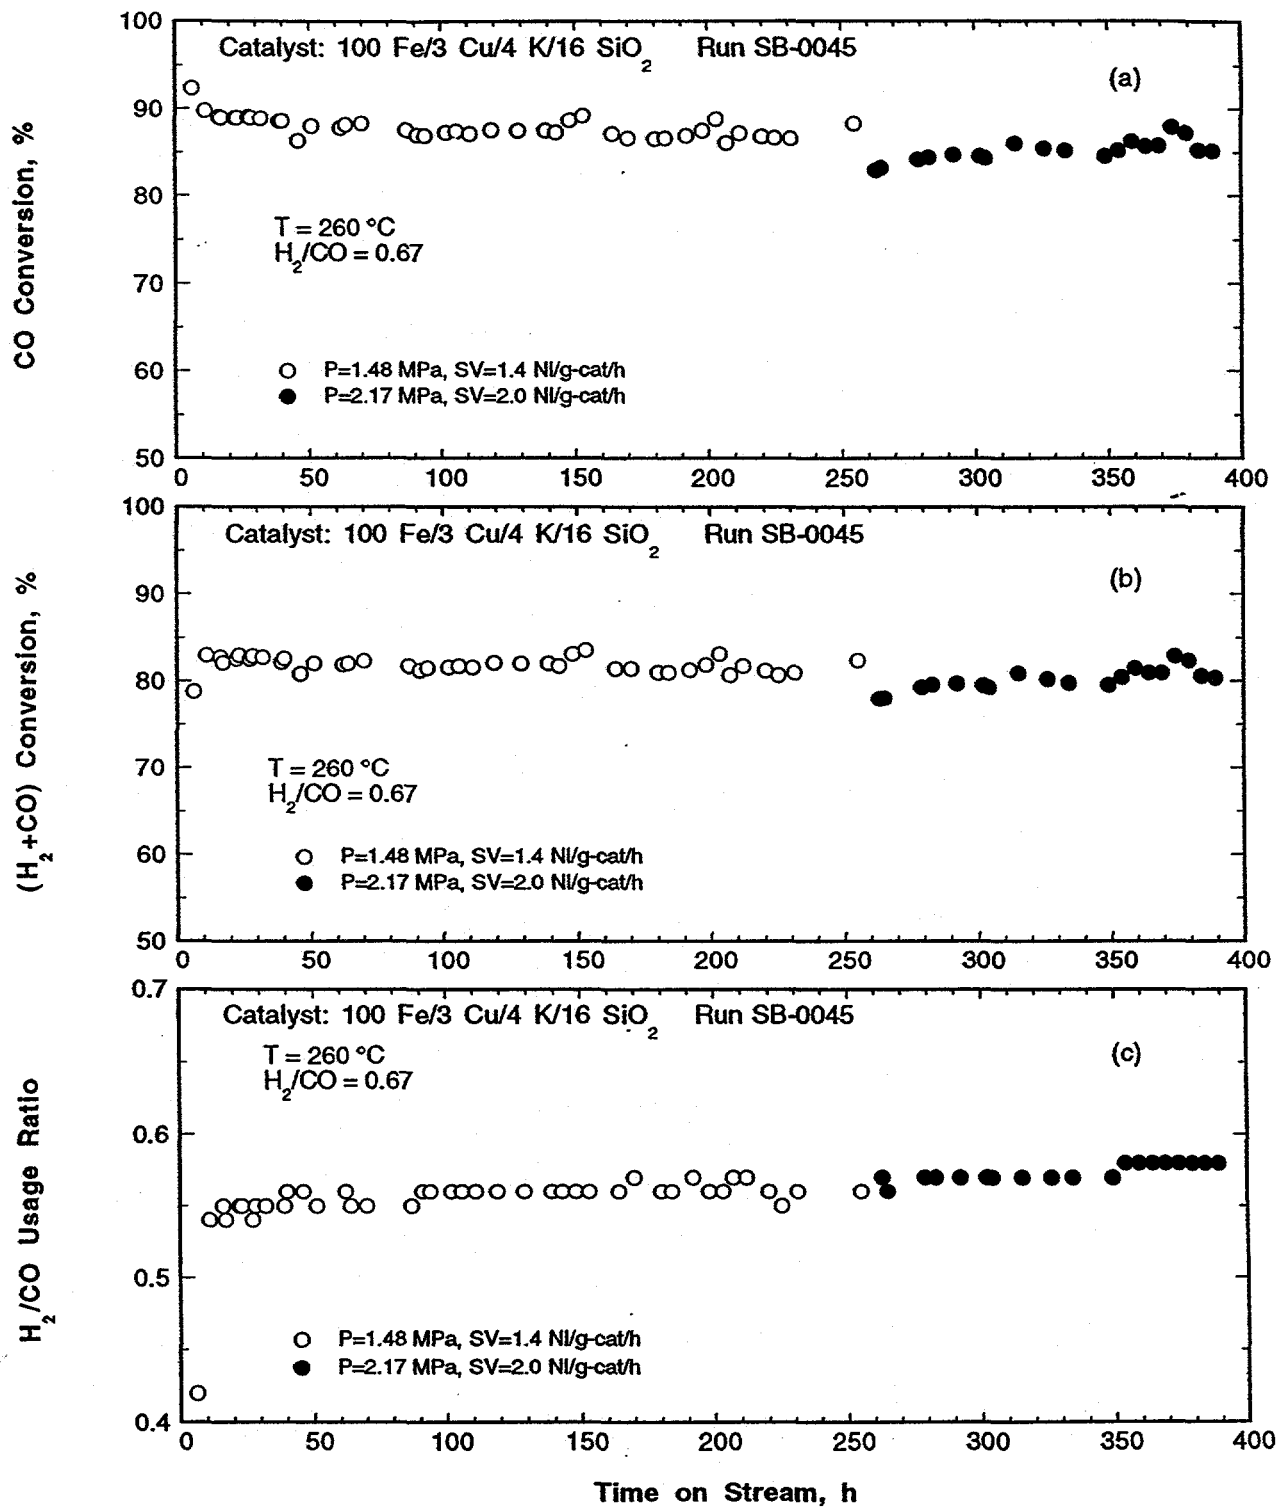 100
Catalyst: 100 Fe/3 Cu/4 K/16 SiO2 Run SB-0045
(a)
90
80
T = 260 °C
H2/CO = 0.67
70
60
P=1.48 MPa, SV=1.4 Nl/g-cat/h
P=2.17 MPa, SV=2.0 Nl/g-cat/h
50
0 50 100 150 200 250 300 350 400
CO Conversion, %
100
Catalyst: 100 Fe/3 Cu/4 K/16 SiO2 Run SB-0045
(b)
90
80
70
T = 260 °C
H2/CO = 0.67
60
P=1.48 MPa, SV=1.4 Nl/g-cat/h
P=2.17 MPa, SV=2.0 Nl/g-cat/h
50
0 50 100 150 200 250 300 350 400
(H2+CO) Conversion, %
0.7
Catalyst: 100 Fe/3 Cu/4 K/16 SiO2 Run SB-0045
(c)
T = 260 °C
H2/CO = 0.67
0.6
0.5
P=1.48 MPa, SV=1.4 Nl/g-cat/h
P=2.17 MPa, SV=2.0 Nl/g-cat/h
0.4
0 50 100 150 200 250 300 350 400
H2/CO Usage Ratio
Time on Stream, h